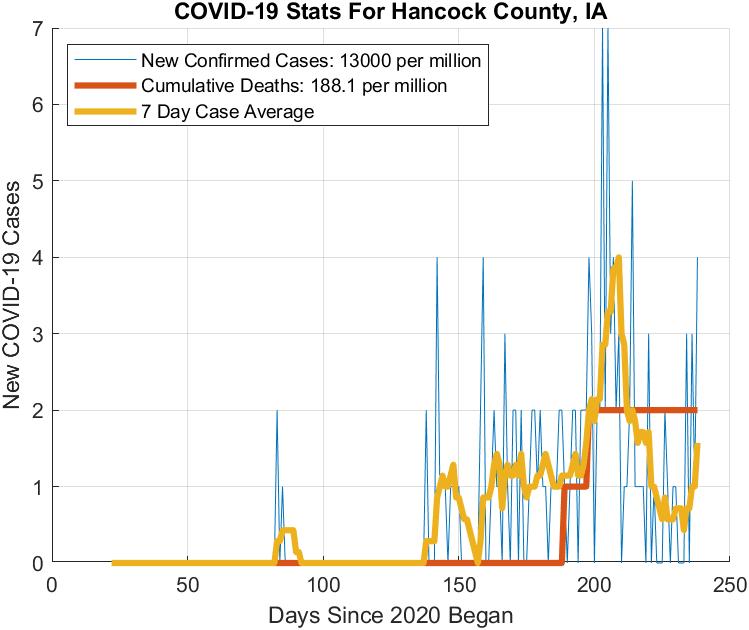 COVID-19 Stats For Hancock County, IA
New Confirmed Cases: 13000 per million
Cumulative Deaths: 188.1 per million
7 Day Case Average
New COVID-19 Cases
7
6
5
4
3
2
1
0
0
50
100
150
200
250
Days Since 2020 Began